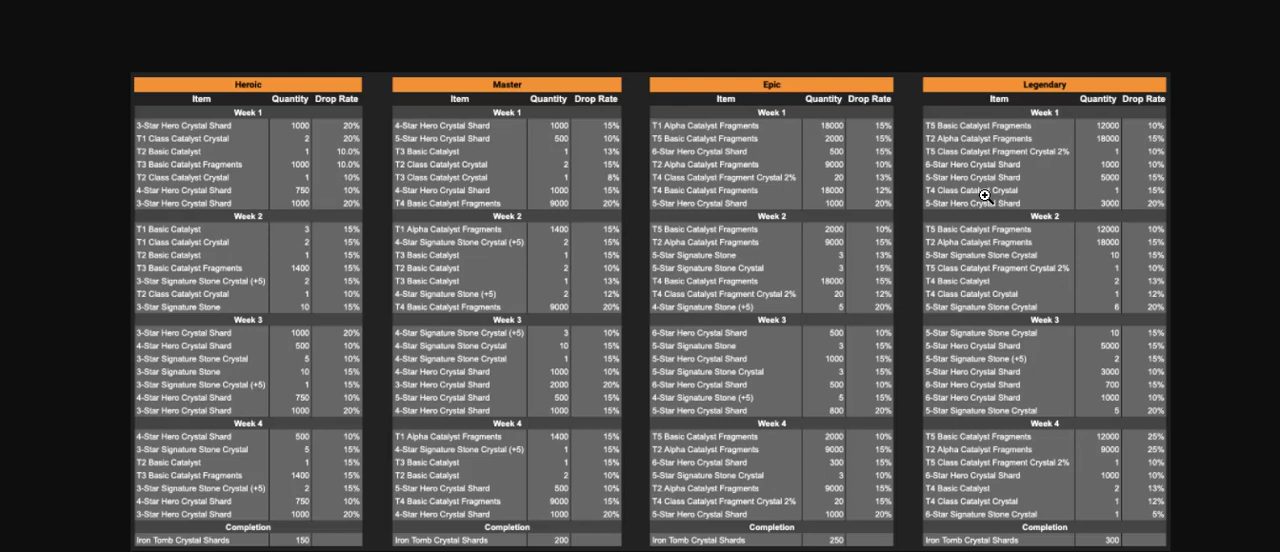 Heroic
Item Quantity Drop Rate
Week 1
3-Star Hero Crystal Shard 1000 20%
T1 Class Catalyst Crystal 2 20%
T2 Basic Catalyst 1 10.0%
T3 Basic Catalyst Fragments 1000 10.0%
T2 Class Catalyst Crystal 1 10%
4-Star Hero Crystal Shard 750 10%
3-Star Hero Crystal Shard 1000 20%
Week 2
T1 Basic Catalyst 3 15%
T1 Class Catalyst Crystal 2 15%
T2 Basic Catalyst 1 15%
T3 Basic Catalyst Fragments 1400 15%
3-Star Signature Stone Crystal (+5) 2 15%
T2 Class Catalyst Crystal 1 10%
3-Star Signature Stone 10 15%
Week 3
3-Star Hero Crystal Shard 1000 20%
4-Star Hero Crystal Shard 500 10%
3-Star Signature Stone Crystal 5 10%
3-Star Signature Stone 10 15%
3-Star Signature Stone Crystal (+5) 1 15%
4-Star Hero Crystal Shard 750 10%
3-Star Hero Crystal Shard 1000 20%
Week 4
4-Star Hero Crystal Shard 500 10%
3-Star Signature Stone Crystal 5 15%
T2 Basic Catalyst 1 15%
T3 Basic Catalyst Fragments 1400 15%
3-Star Signature Stone Crystal (+5) 2 15%
4-Star Hero Crystal Shard 750 10%
3-Star Hero Crystal Shard 1000 20%
Completion
Iron Tomb Crystal Shards 150
Master
Item Quantity Drop Rate
Week 1
4-Star Hero Crystal Shard 1000 15%
5-Star Hero Crystal Shard 500 10%
T3 Basic Catalyst 1 13%
T2 Class Catalyst Crystal 2 15%
T3 Class Catalyst Crystal 1 8%
4-Star Hero Crystal Shard 1000 15%
T4 Basic Catalyst Fragments 9000 20%
Week 2
T1 Alpha Catalyst Fragments 1400 15%
4-Star Signature Stone Crystal (+5) 2 15%
T3 Basic Catalyst 1 15%
T2 Basic Catalyst 2 10%
T3 Basic Catalyst 1 13%
4-Star Signature Stone (+5) 2 12%
T4 Basic Catalyst Fragments 9000 20%
Week 3
4-Star Signature Stone Crystal (+5) 3 10%
4-Star Signature Stone Crystal 10 15%
4-Star Signature Stone Crystal 1 15%
4-Star Hero Crystal Shard 1000 10%
3-Star Hero Crystal Shard 2000 20%
5-Star Hero Crystal Shard 500 15%
4-Star Hero Crystal Shard 1000 15%
Week 4
T1 Alpha Catalyst Fragments 1400 15%
4-Star Signature Stone Crystal (+5) 1 15%
T3 Basic Catalyst 1 15%
T2 Basic Catalyst 2 10%
5-Star Hero Crystal Shard 500 10%
T4 Basic Catalyst Fragments 9000 15%
4-Star Hero Crystal Shard 1000 20%
Completion
Iron Tomb Crystal Shards 200
Epic
Item Quantity Drop Rate
Week 1
T1 Alpha Catalyst Fragments 18000 15%
T5 Basic Catalyst Fragments 2000 15%
6-Star Hero Crystal Shard 500 15%
T2 Alpha Catalyst Fragments 9000 10%
T4 Class Catalyst Fragment Crystal 2% 20 13%
T4 Basic Catalyst Fragments 18000 12%
5-Star Hero Crystal Shard 1000 20%
Week 2
T5 Basic Catalyst Fragments 2000 10%
T2 Alpha Catalyst Fragments 9000 15%
5-Star Signature Stone 3 13%
5-Star Signature Stone Crystal 3 15%
T4 Basic Catalyst 18000 15%
T4 Class Catalyst Fragment Crystal 2% 20 12%
4-Star Signature Stone (+5) 5 20%
Week 3
6-Star Hero Crystal Shard 500 10%
5-Star Signature Stone 3 15%
5-Star Hero Crystal Shard 1000 15%
5-Star Signature Stone Crystal 3 15%
6-Star Hero Crystal Shard 500 10%
4-Star Signature Stone (+5) 5 15%
5-Star Hero Crystal Shard 800 20%
Week 4
T5 Basic Catalyst Fragments 2000 10%
T2 Alpha Catalyst Fragments 9000 15%
6-Star Hero Crystal Shard 300 15%
5-Star Signature Stone Crystal 3 10%
T2 Alpha Catalyst Fragments 9000 15%
T4 Class Catalyst Fragment Crystal 2% 20 15%
5-Star Hero Crystal Shard 1000 20%
Completion
Iron Tomb Crystal Shards 250
Legendary
Item Quantity Drop Rate
Week 1
T5 Basic Catalyst Fragments 12000 10%
T2 Alpha Catalyst Fragments 18000 15%
T5 Class Catalyst Fragment Crystal 2% 1 10%
6-Star Hero Crystal Shard 1000 10%
5-Star Hero Crystal Shard 5000 15%
T4 Class Catalyst Crystal 1 15%
5-Star Hero Crystal Shard 3000 20%
Week 2
T5 Basic Catalyst Fragments 12000 10%
T2 Alpha Catalyst Fragments 18000 15%
5-Star Signature Stone 10 15%
T5 Class Catalyst Fragment Crystal 2% 1 10%
T4 Basic Catalyst 2 13%
T4 Class Catalyst Crystal 1 12%
5-Star Signature Stone Crystal 6 20%
Week 3
5-Star Signature Stone Crystal 10 15%
5-Star Hero Crystal Shard 5000 15%
5-Star Signature Stone (+5) 2 15%
5-Star Hero Crystal Shard 3000 10%
6-Star Hero Crystal Shard 700 15%
6-Star Hero Crystal Shard 1000 10%
5-Star Signature Stone Crystal 5 20%
Week 4
T5 Basic Catalyst Fragments 12000 25%
T2 Alpha Catalyst Fragments 9000 25%
T5 Class Catalyst Fragment Crystal 2% 1 10%
6-Star Hero Crystal Shard 1000 10%
T4 Basic Catalyst 2 13%
T4 Class Catalyst Crystal 1 12%
6-Star Signature Stone Crystal 1 5%
Completion
Iron Tomb Crystal Shards 300